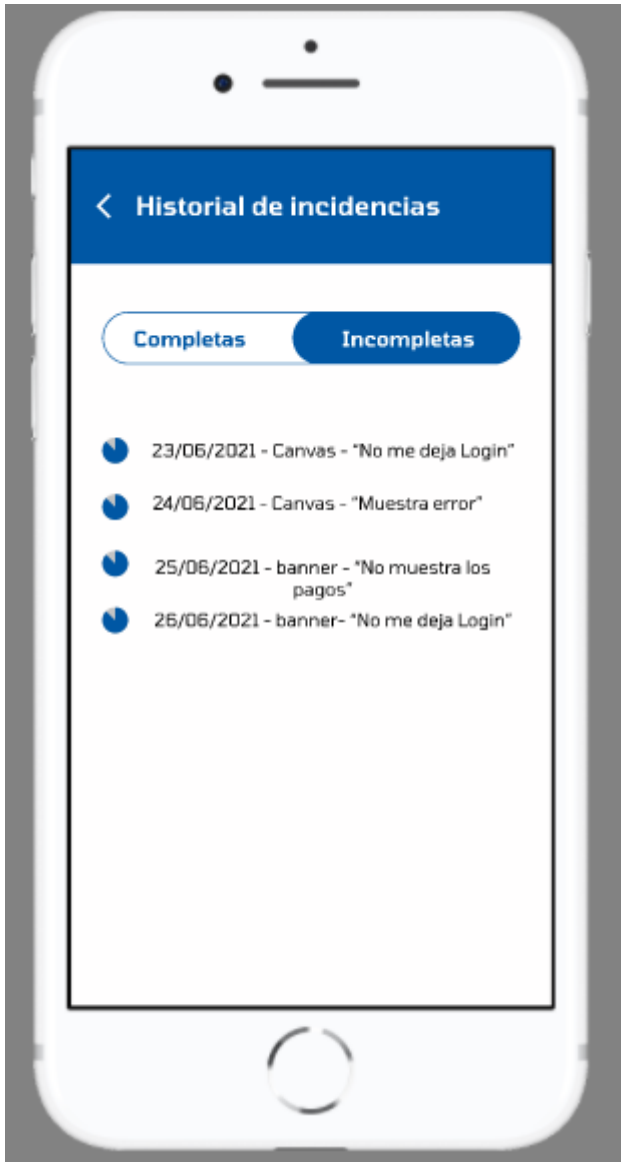 Historial de incidencias
Completas
Incompletas
23/06/2021 - Canvas - “No me deja Login”
24/06/2021 - Canvas - “Muestra error”
25/06/2021 - banner - “No muestra los
pagos”
26/06/2021 - banner- “No me deja Login”